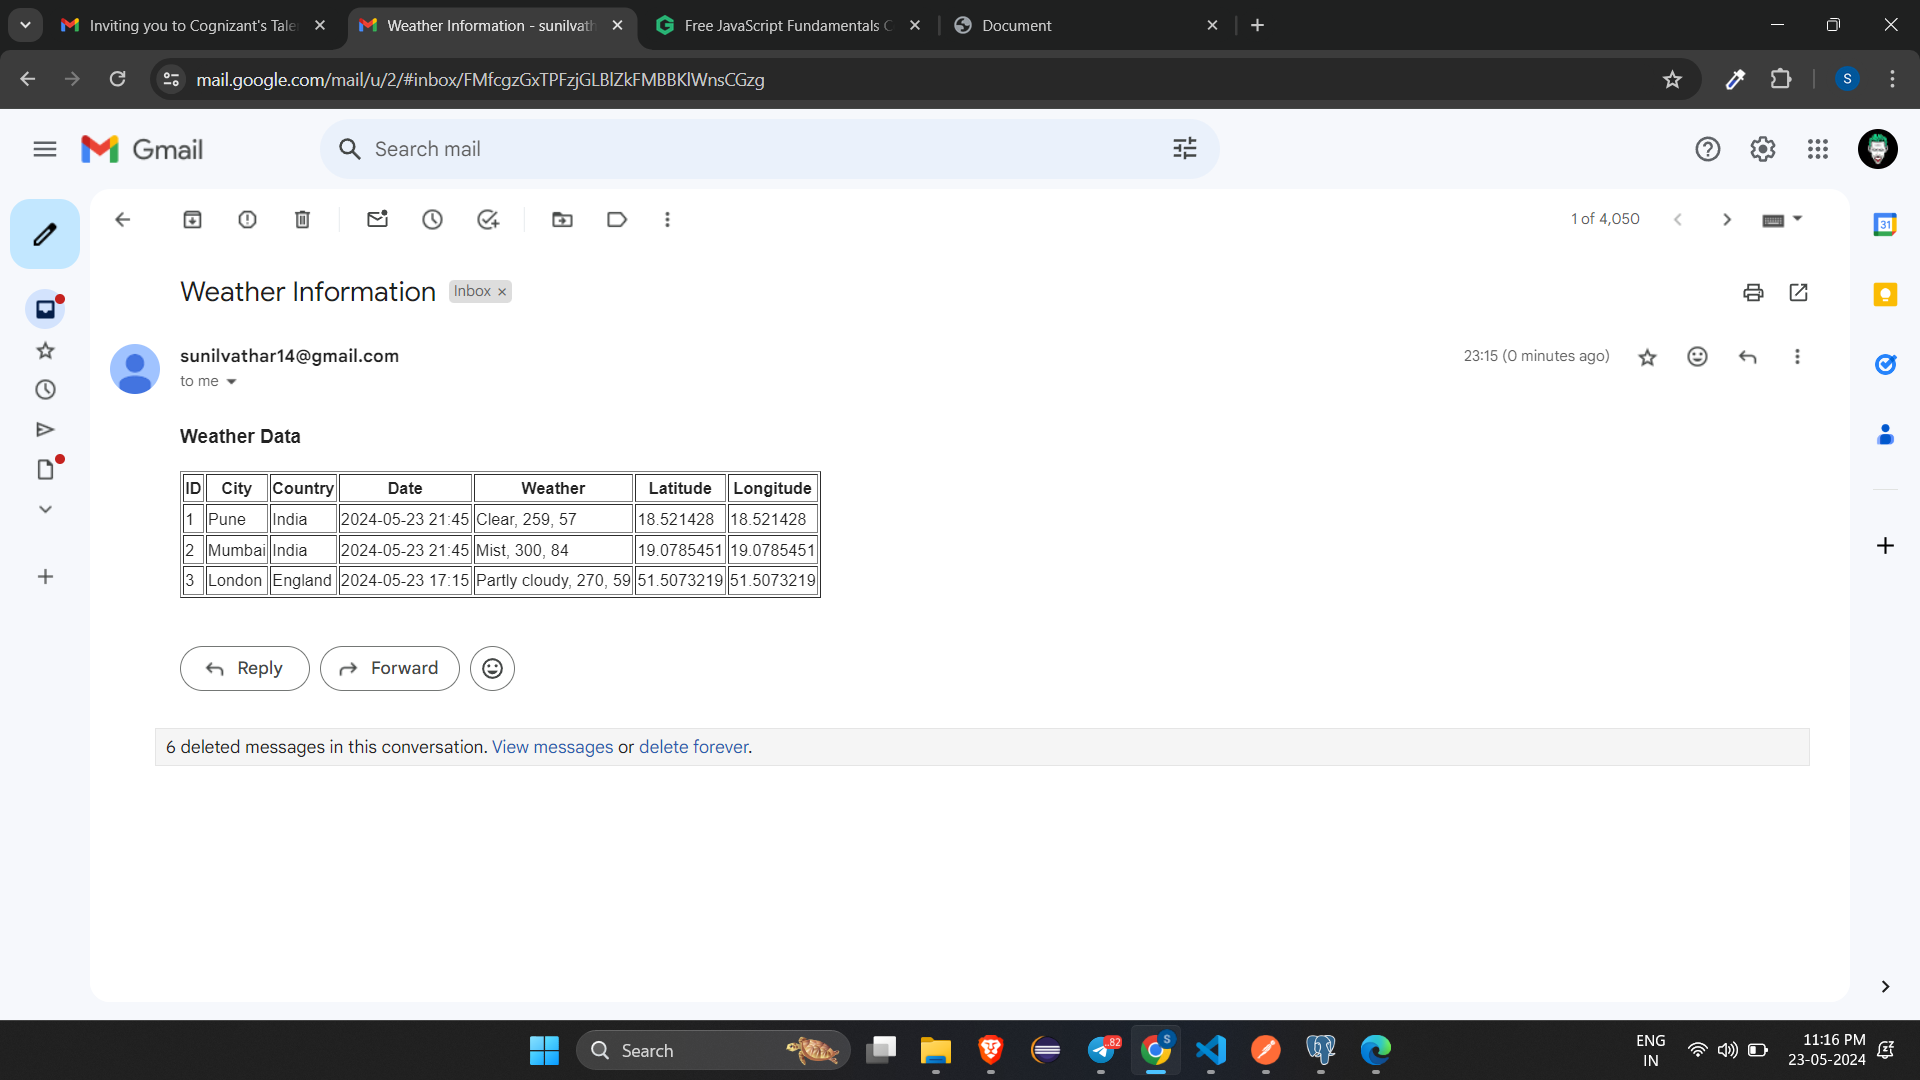 Inviting you to Cognizant's Tale
Weather Information - sunilvath
Free JavaScript Fundamentals C
Document
mail.google.com/mail/u/2/#inbox/FMfcgzGxTPFzjGLBlZkFMBBKlWnsCGzg
S
Gmail
Search mail
1 of 4,050
31
Weather Information
Inbox
sunilvathar14@gmail.com
23:15 (0 minutes ago)
to me
Weather Data
ID City Country Date Weather Latitude Longitude
1 Pune India 2024-05-23 21:45 Clear, 259, 57 18.521428 18.521428
2 Mumbai India 2024-05-23 21:45 Mist, 300, 84 19.0785451 19.0785451
3 London England 2024-05-23 17:15 Partly cloudy, 270, 59 51.5073219 51.5073219
Reply
Forward
6 deleted messages in this conversation. View messages or delete forever.
Search
.82
S
ENG
IN
11:16 PM
23-05-2024